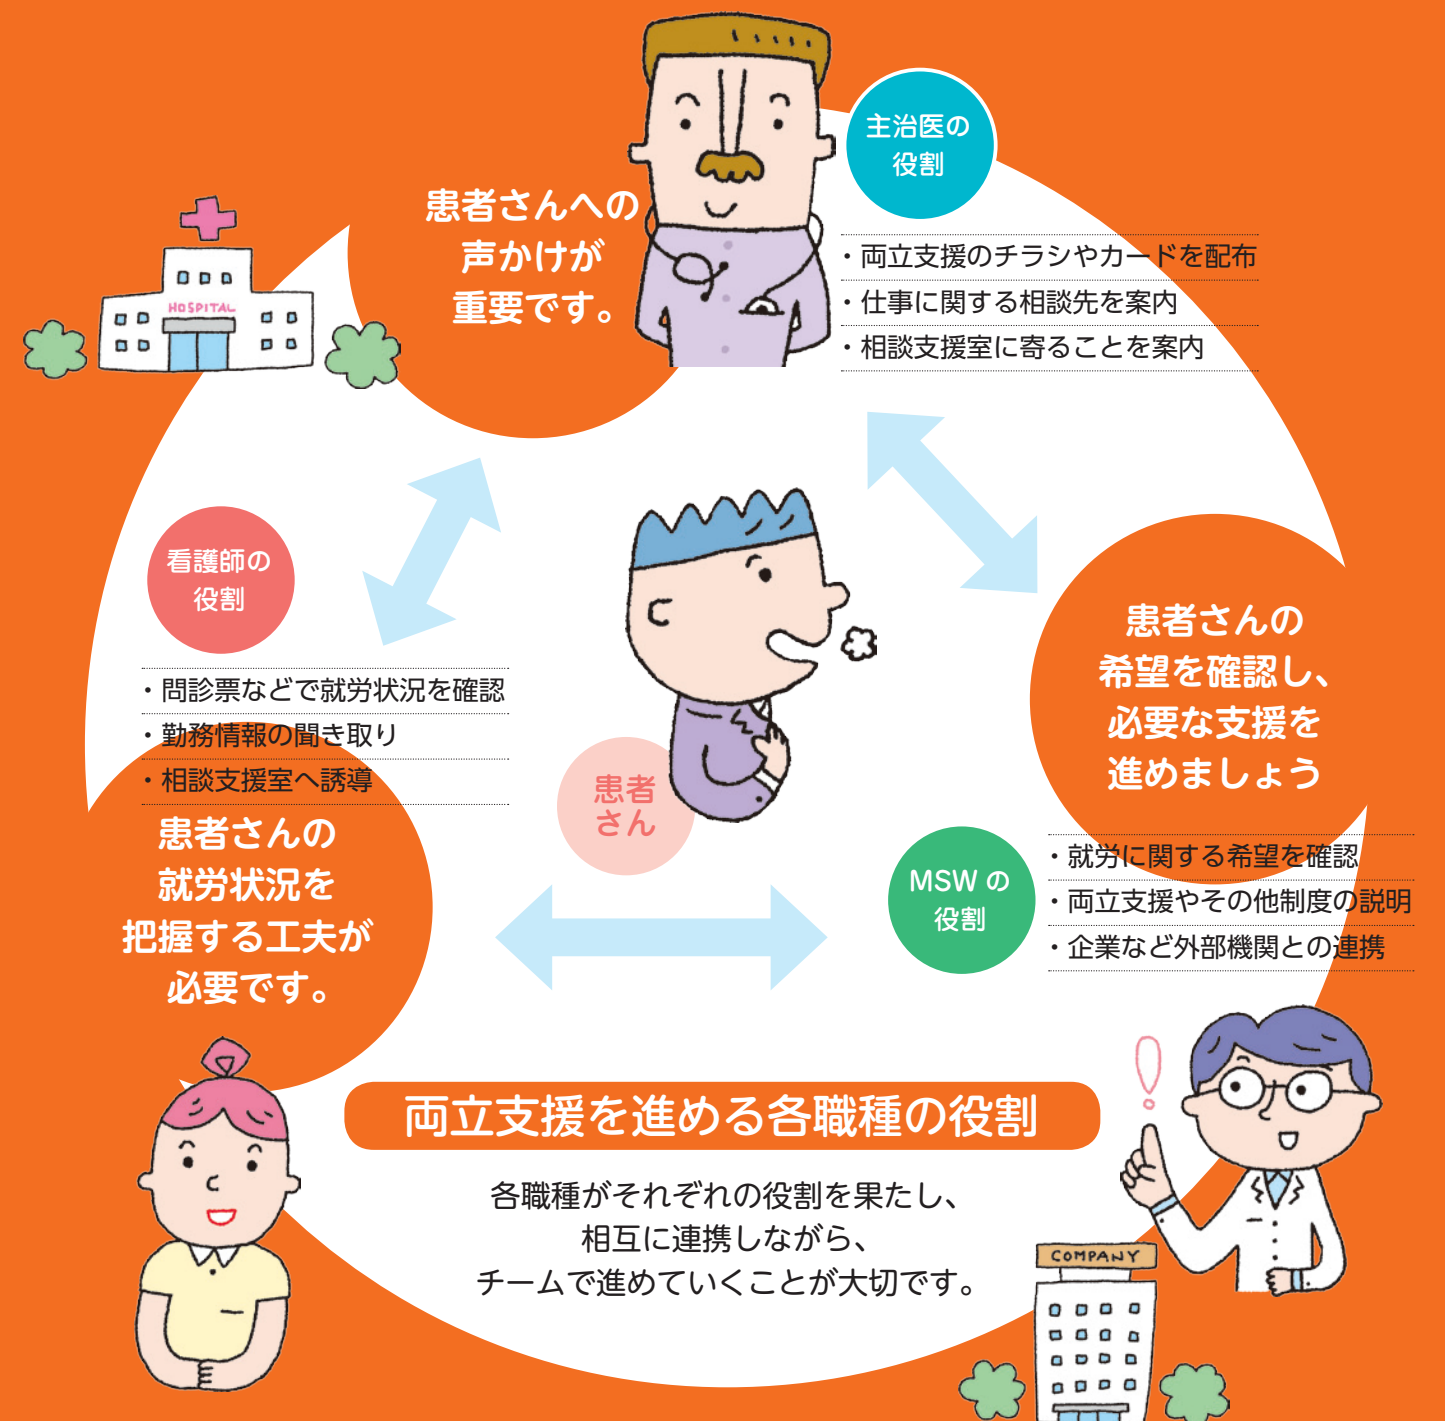 患者さんへの
声かけが
重要です。
主治医の
役割
・両立支援のチラシやカードを配布
・仕事に関する相談先を案内
・相談支援室に寄ることを案内
HOSPITAL
看護師の
役割
・問診票などで就労状況を確認
・勤務情報の聞き取り
・相談支援室へ誘導
患者さんの
就労状況を
把握する工夫が
必要です。
患者
さん
患者さんの
希望を確認し、
必要な支援を
進めましょう
MSW の
役割
・就労に関する希望を確認
・両立支援やその他制度の説明
・企業など外部機関との連携
両立支援を進める各職種の役割
各職種がそれぞれの役割を果たし、
相互に連携しながら、
チームで進めていくことが大切です。
COMPANY